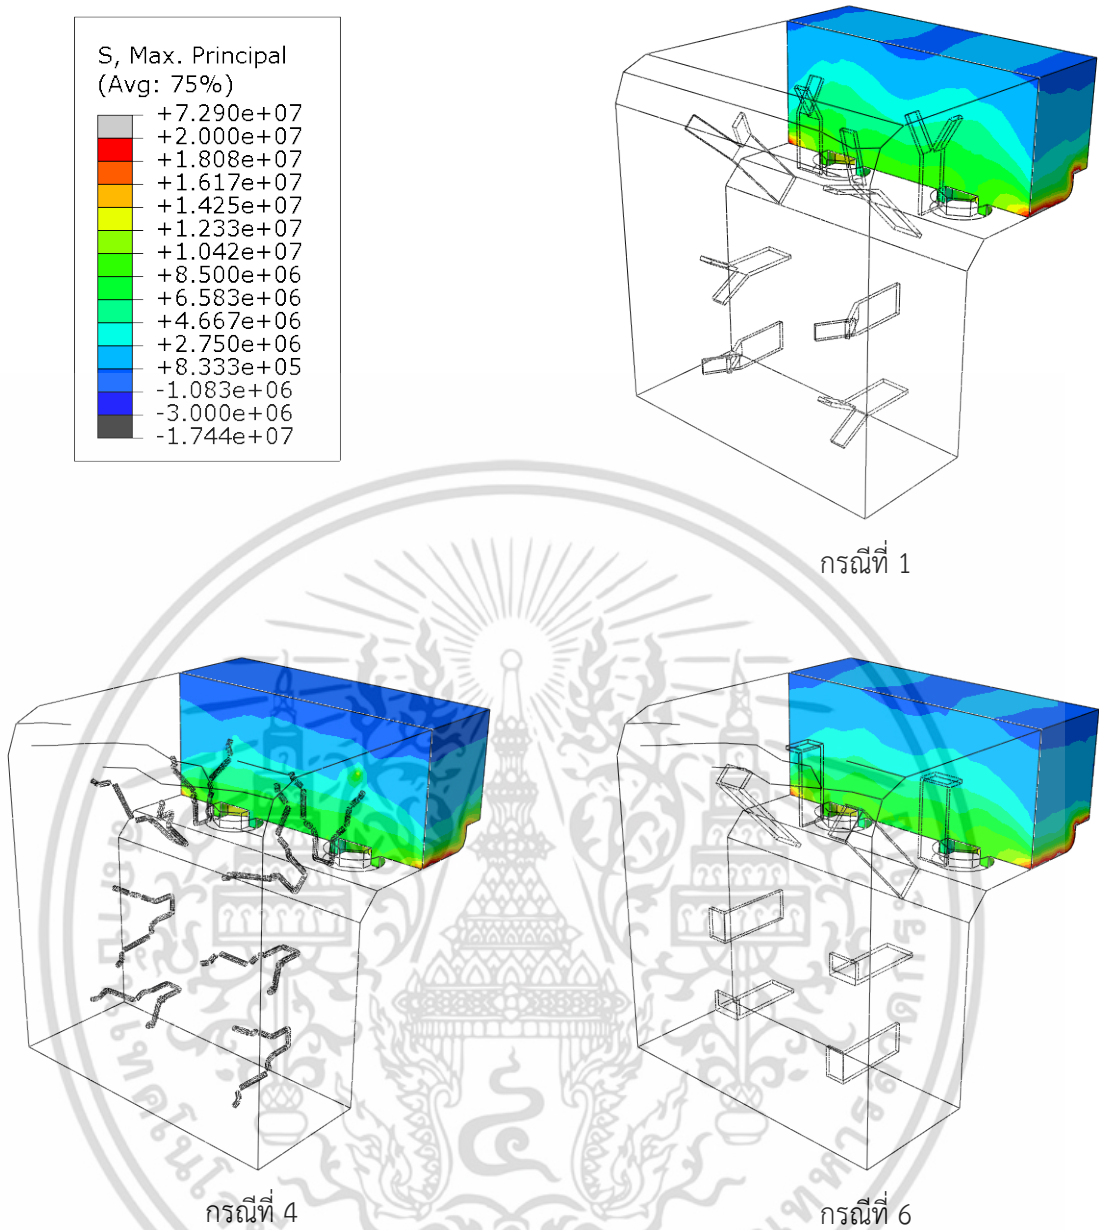 S, Max. Principal
(Avg: 75%)
+7.290e+07
+2.000e+07
+1.808e+07
+1.617e+07
+1.425e+07
+1.233e+07
+1.042e+07
+8.500e+06
+6.583e+06
+4.667e+06
+2.750e+06
+8.333e+05
-1.083e+06
-3.000e+06
-1.744e+07
กรณีที่ 1
กรณีที่ 4
กรณีที่ 6